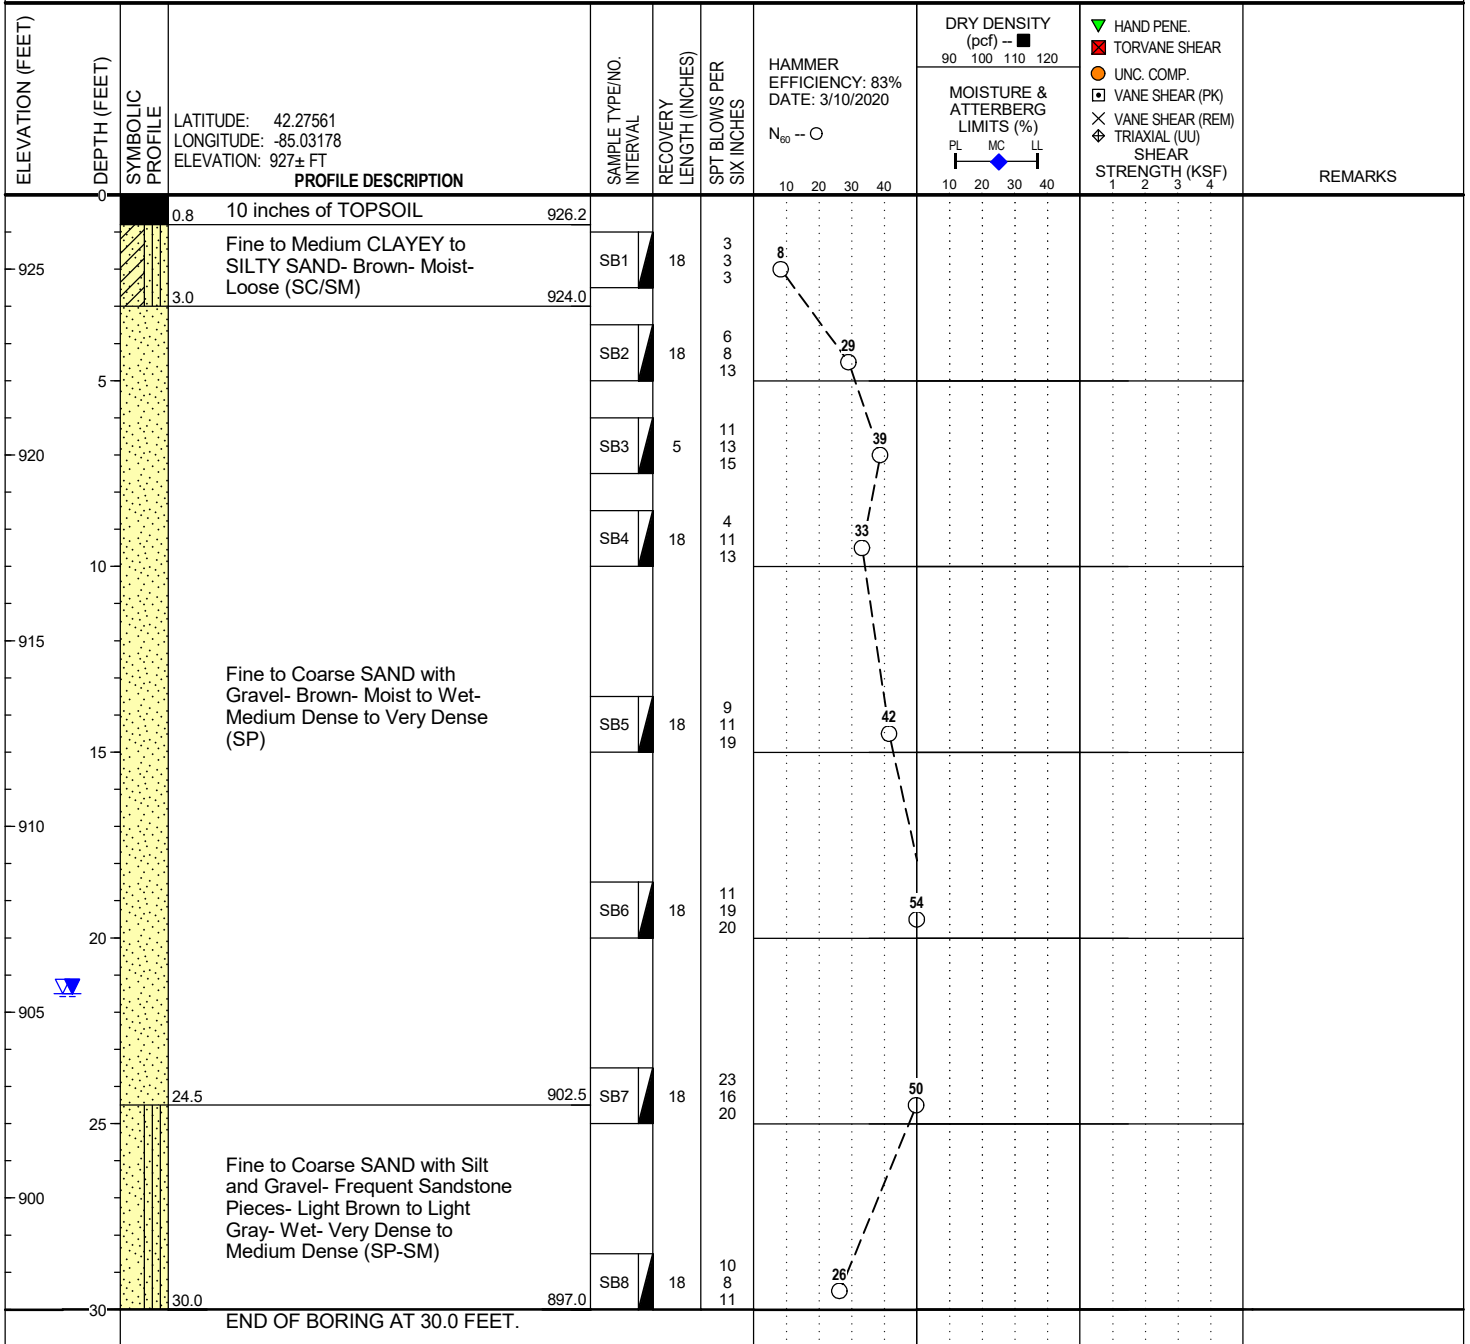 ELEVATION (FEET)
DEPTH (FEET)
SYMBOLIC
PROFILE
LATITUDE: 42.27561
LONGITUDE: -85.03178
ELEVATION: 927± FT
PROFILE DESCRIPTION
SAMPLE TYPE/NO.
INTERVAL
RECOVERY
LENGTH (INCHES)
SPT BLOWS PER
SIX INCHES
HAMMER
EFFICIENCY: 83%
DATE: 3/10/2020
N60 --
10 20 30 40
DRY DENSITY
(pcf) --
90 100 110 120
MOISTURE &
ATTERBERG
LIMITS (%)
PL MC LL
10 20 30 40
HAND PENE.
TORVANE SHEAR
UNC. COMP.
VANE SHEAR (PK)
VANE SHEAR (REM)
TRIAXIAL (UU)
SHEAR
STRENGTH (KSF)
1 2 3 4
REMARKS
0
0.8 10 inches of TOPSOIL 926.2
Fine to Medium CLAYEY to
SILTY SAND- Brown- Moist-
Loose (SC/SM)
3.0 924.0
925
SB1 18
3
3
3
8
SB2 18
6
8
13
29
5
920
SB3 5
11
13
15
39
SB4 18
4
11
13
33
10
915
Fine to Coarse SAND with
Gravel- Brown- Moist to Wet-
Medium Dense to Very Dense
(SP)
SB5 18
9
11
19
42
15
910
SB6 18
11
19
20
54
20
905
24.5 902.5
SB7 18
23
16
20
50
25
Fine to Coarse SAND with Silt
and Gravel- Frequent Sandstone
Pieces- Light Brown to Light
Gray- Wet- Very Dense to
Medium Dense (SP-SM)
900
SB8 18
10
8
11
26
30.0 897.0
30
END OF BORING AT 30.0 FEET.